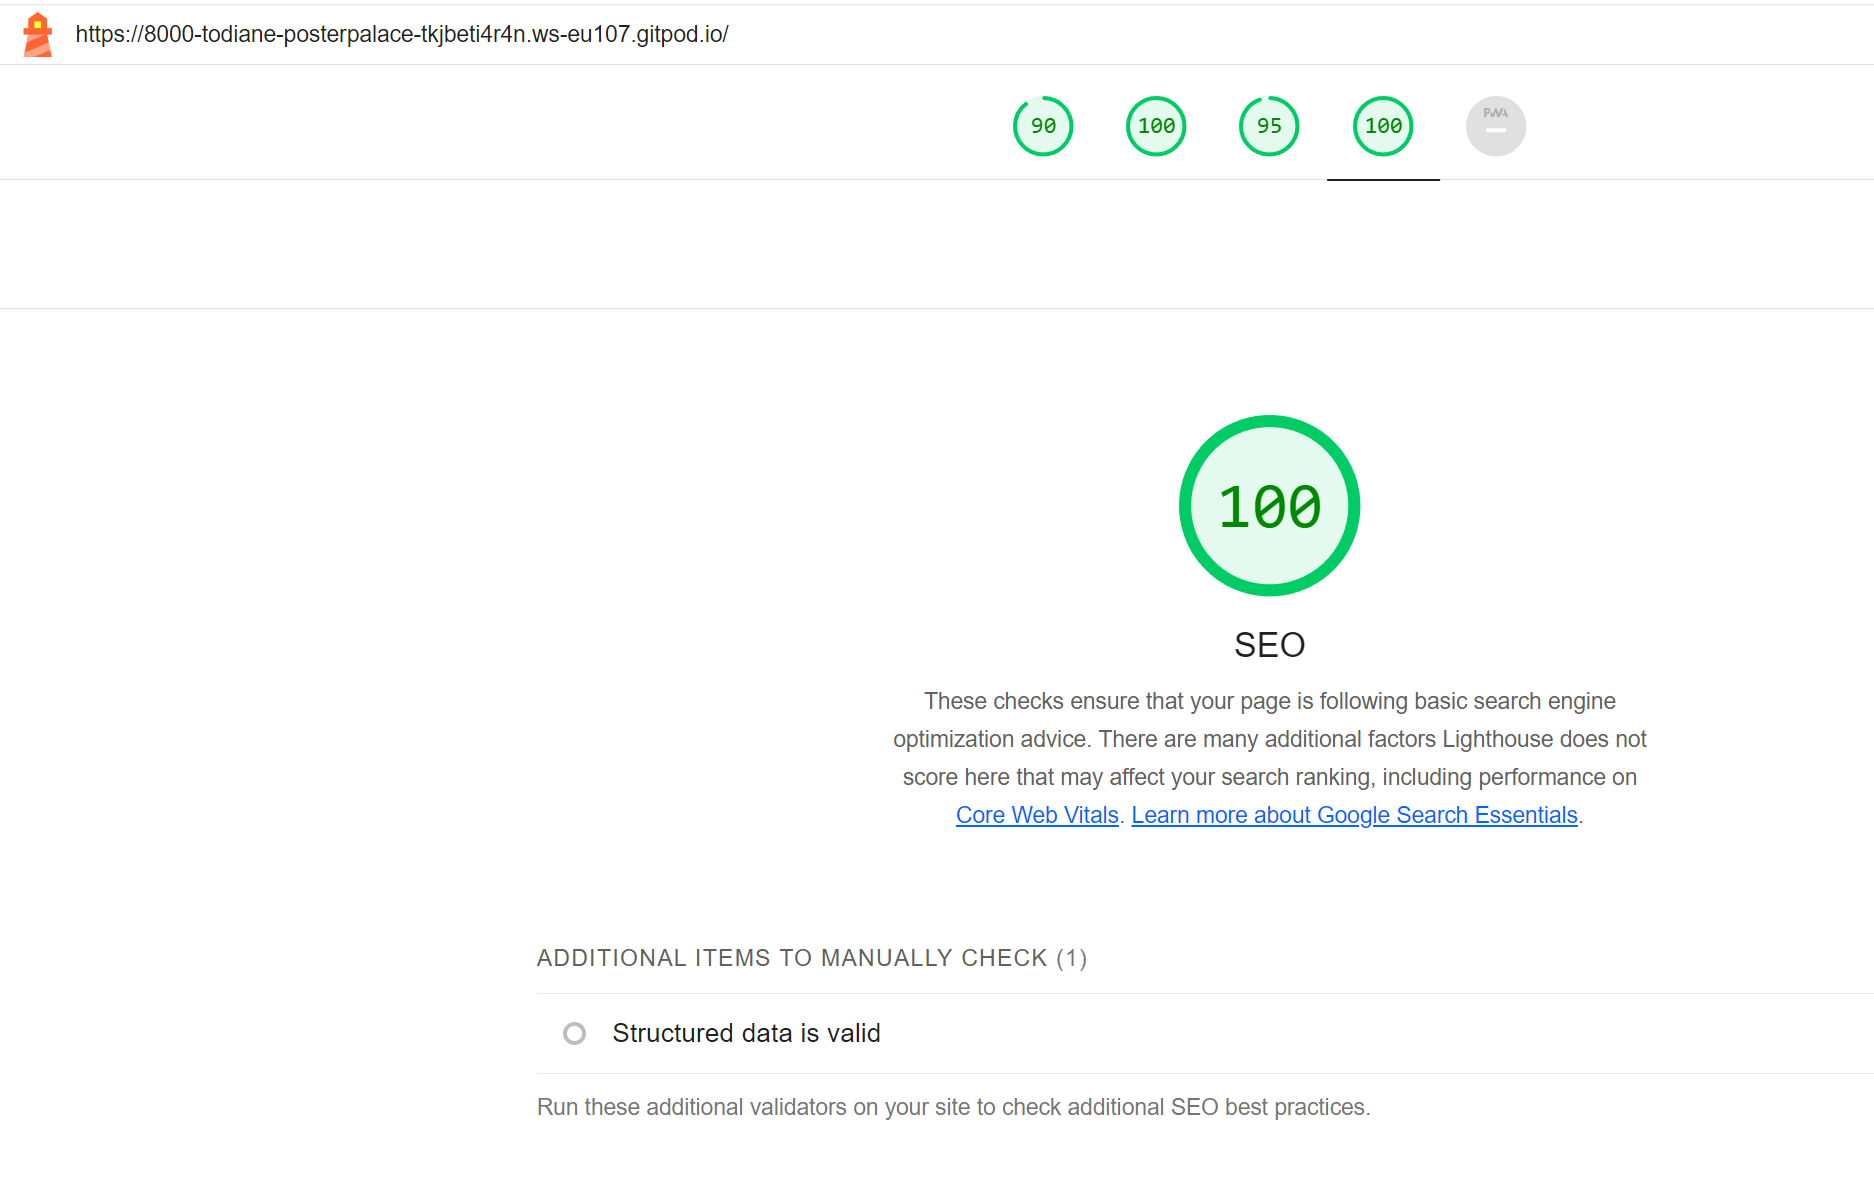 https://8000-todiane-posterpalace-tkjbeti4r4n.ws-eu107.gitpod.io/
90 100 95 100 PWA
100
SEO
These checks ensure that your page is following basic search engine
optimization advice. There are many additional factors Lighthouse does not
score here that may affect your search ranking, including performance on
Core Web Vitals. Learn more about Google Search Essentials.
ADDITIONAL ITEMS TO MANUALLY CHECK (1)
Structured data is valid
Run these additional validators on your site to check additional SEO best practices.